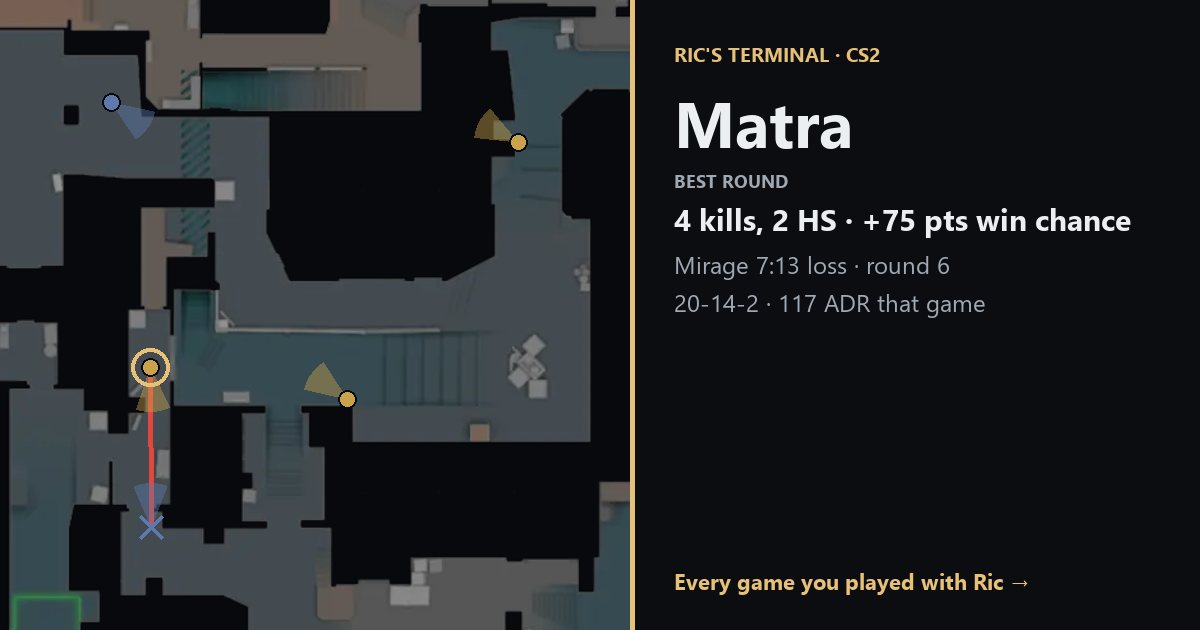 RIC'S TERMINAL · CS2
Matra
BEST ROUND
4 kills, 2 HS · +75 pts win chance
Mirage 7:13 loss · round 6
20-14-2 · 117 ADR that game
Every game you played with Ric →